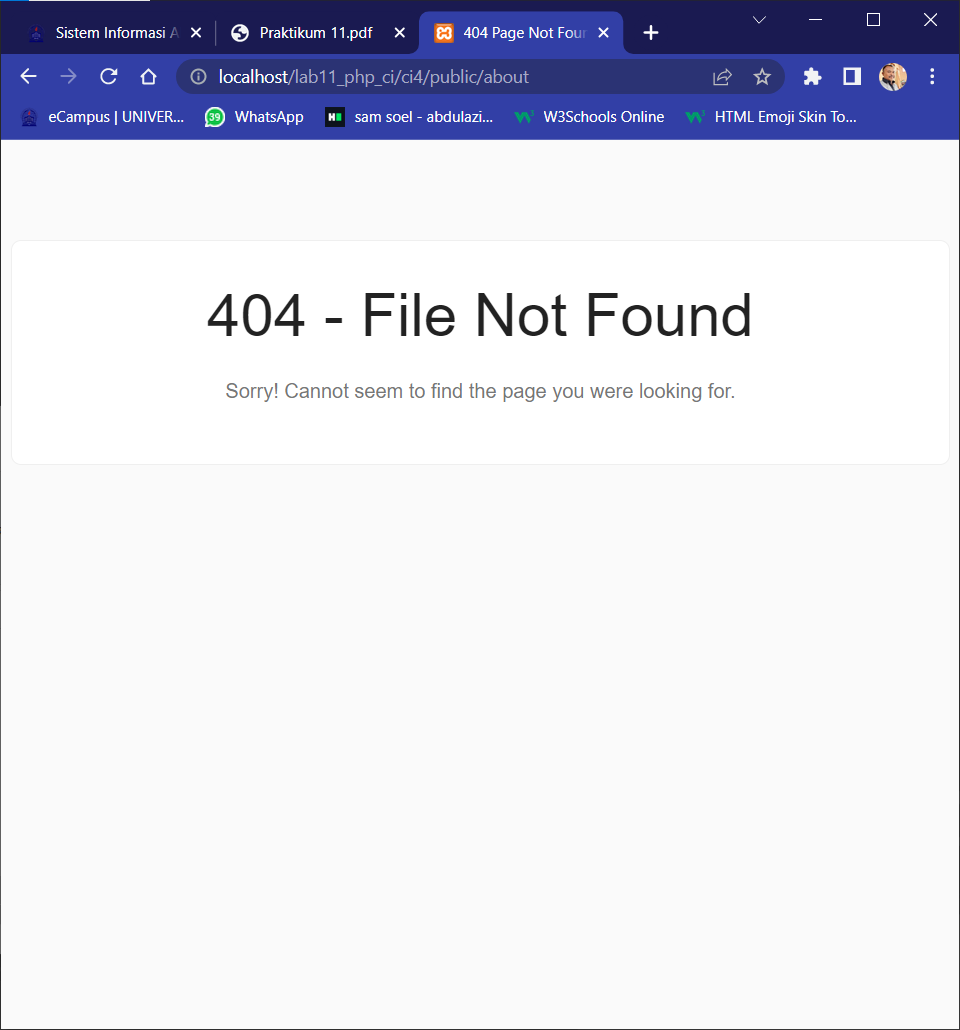 Sistem Informasi A
Praktikum 11.pdf
404 Page Not Foun
localhost/lab11_php_ci/ci4/public/about
eCampus | UNIVER...
39
WhatsApp
H
sam soel - abdulazi...
W3Schools Online
HTML Emoji Skin To...
404 - File Not Found
Sorry! Cannot seem to find the page you were looking for.